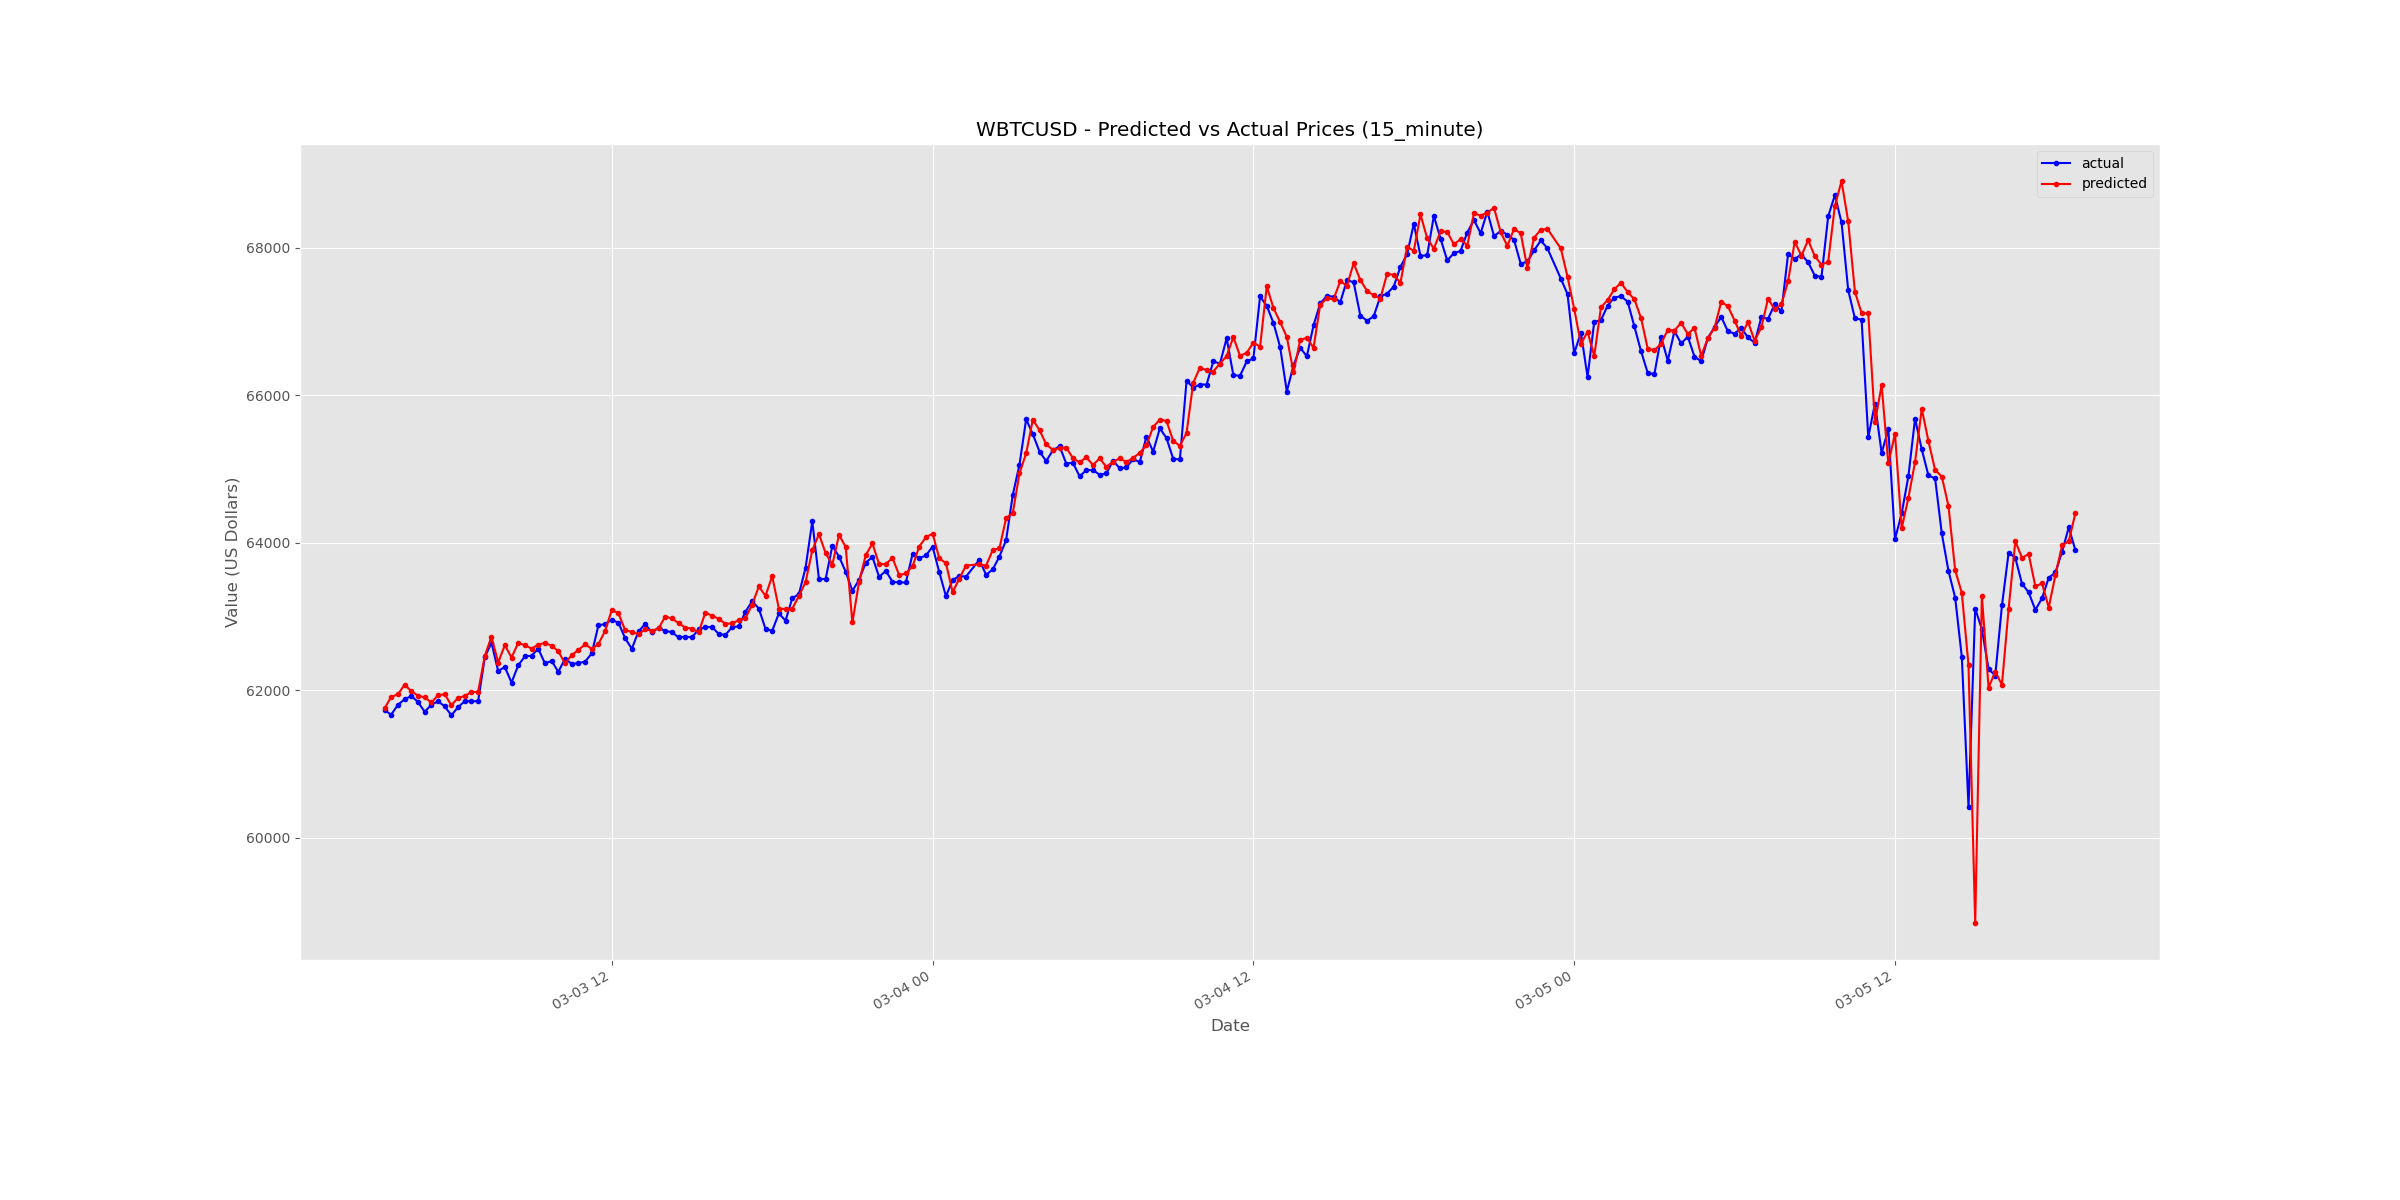 WBTCUSD - Predicted vs Actual Prices (15_minute)
actual
predicted
68000
66000
64000
62000
60000
Value (US Dollars)
03-03 12
03-04 00
03-04 12
03-05 00
03-05 12
Date